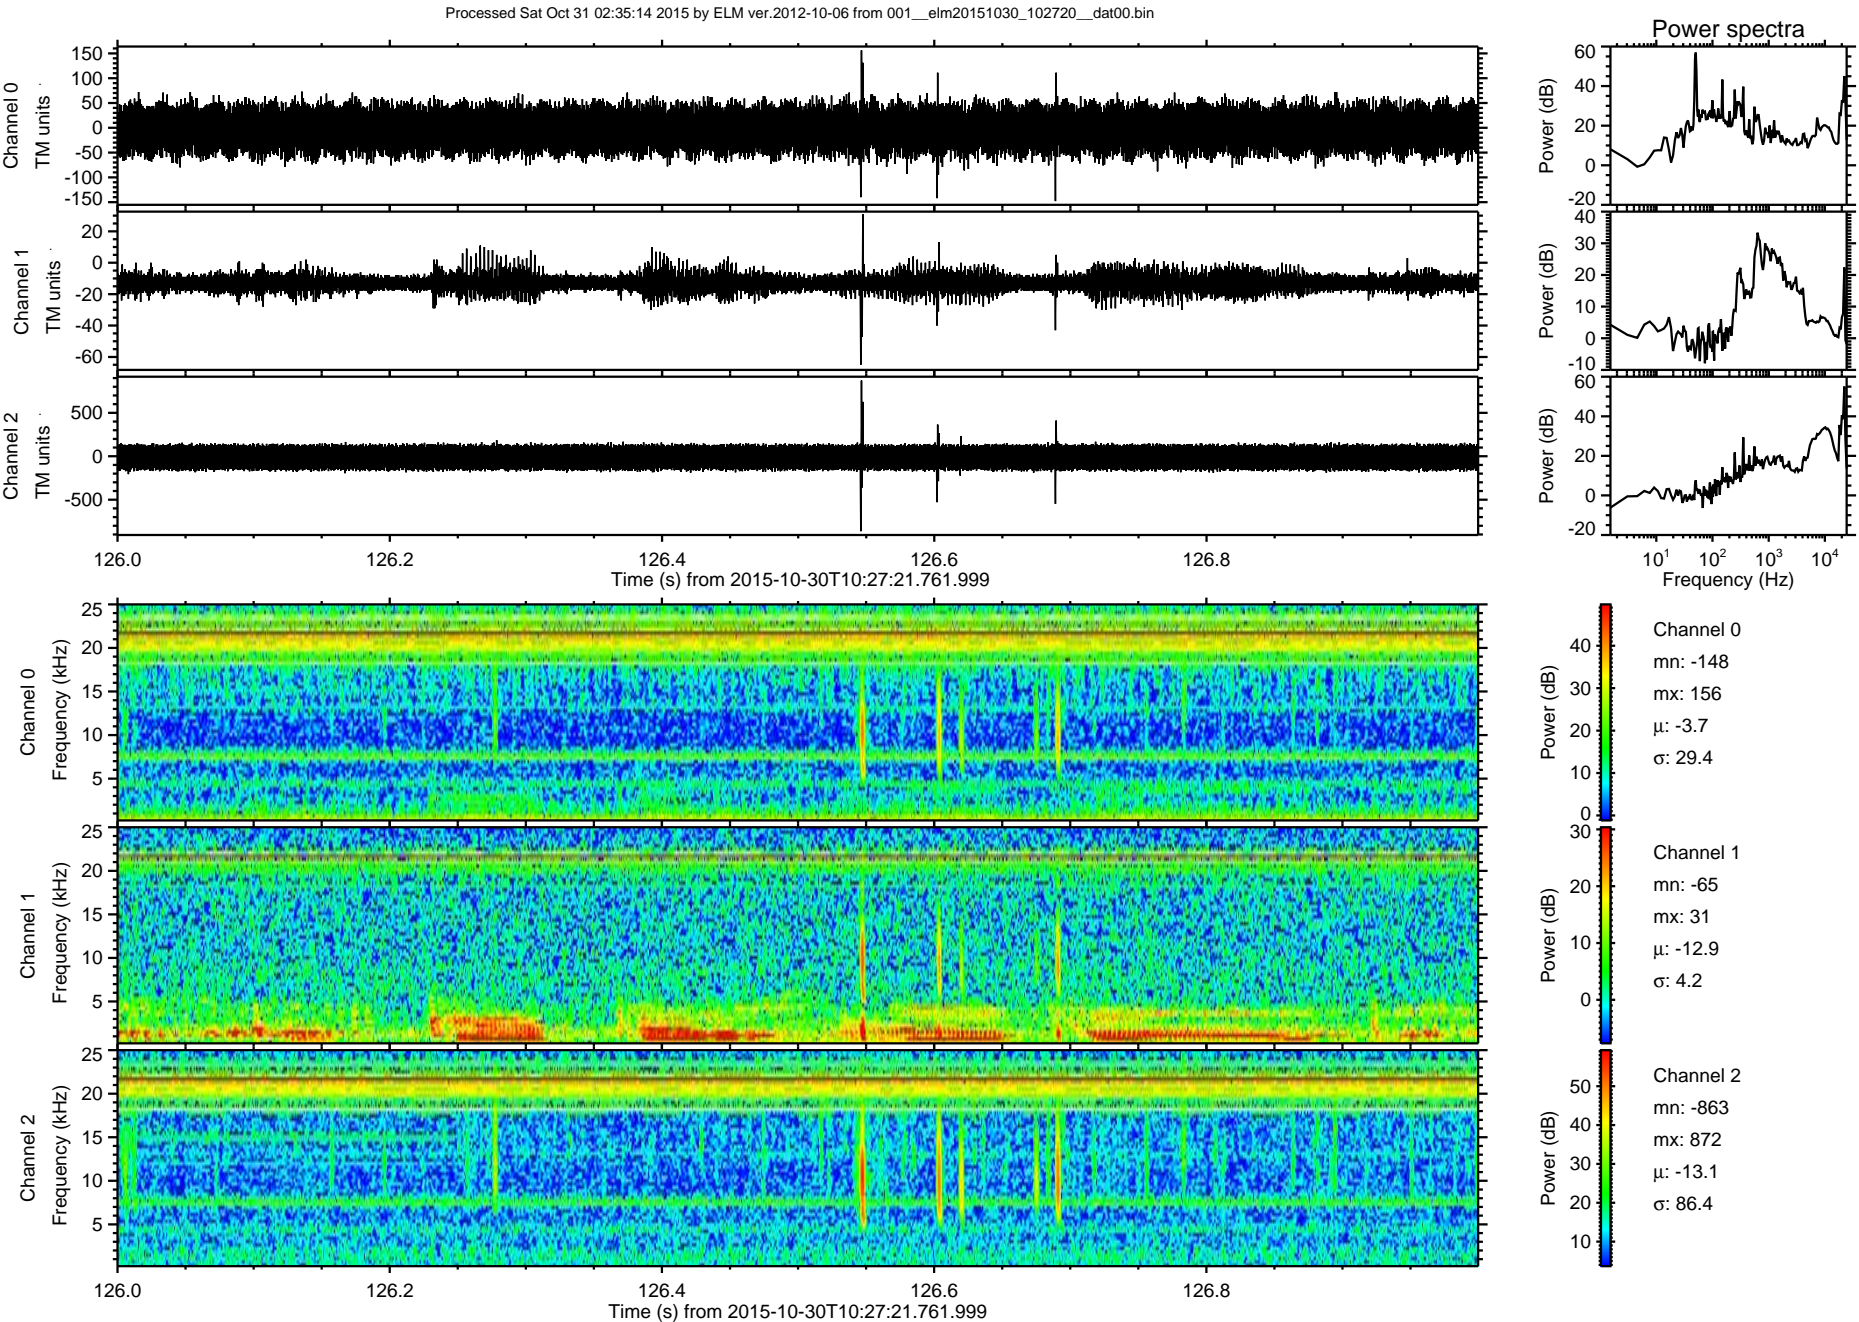 Processed Sat Oct 31 02:35:14 2015 by ELM ver.2012-10-06 from 001__elm20151030_102720__dat00.bin
Power spectra
Channel 0
TM units
150
100
50
0
-50
-100
-150
Power (dB)
60
40
20
0
-20
Channel 1
TM units
20
0
-20
-40
-60
Power (dB)
40
30
20
10
0
-10
Channel 2
TM units
500
0
-500
Power (dB)
60
40
20
0
-20
126.0 126.2 126.4 126.6 126.8
Time (s) from 2015-10-30T10:27:21.761.999
10^1 10^2 10^3 10^4
Frequency (Hz)
Channel 0
Frequency (kHz)
25
20
15
10
5
Power (dB)
40
30
20
10
0
Channel 0
mn: -148
mx: 156
μ: -3.7
σ: 29.4
Channel 1
Frequency (kHz)
25
20
15
10
5
Power (dB)
30
20
10
0
Channel 1
mn: -65
mx: 31
μ: -12.9
σ: 4.2
Channel 2
Frequency (kHz)
25
20
15
10
5
Power (dB)
50
40
30
20
10
Channel 2
mn: -863
mx: 872
μ: -13.1
σ: 86.4
126.0 126.2 126.4 126.6 126.8
Time (s) from 2015-10-30T10:27:21.761.999